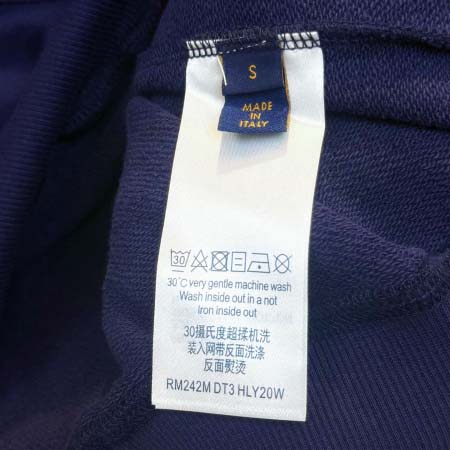 S
MADE
IN
ITALY
30
30°C very gentle machine wash
Wash inside out in a not
Iron inside out
30摄氏度超揉机洗
装入网带反面洗涤
反面熨烫
RM242M DT3 HLY20W